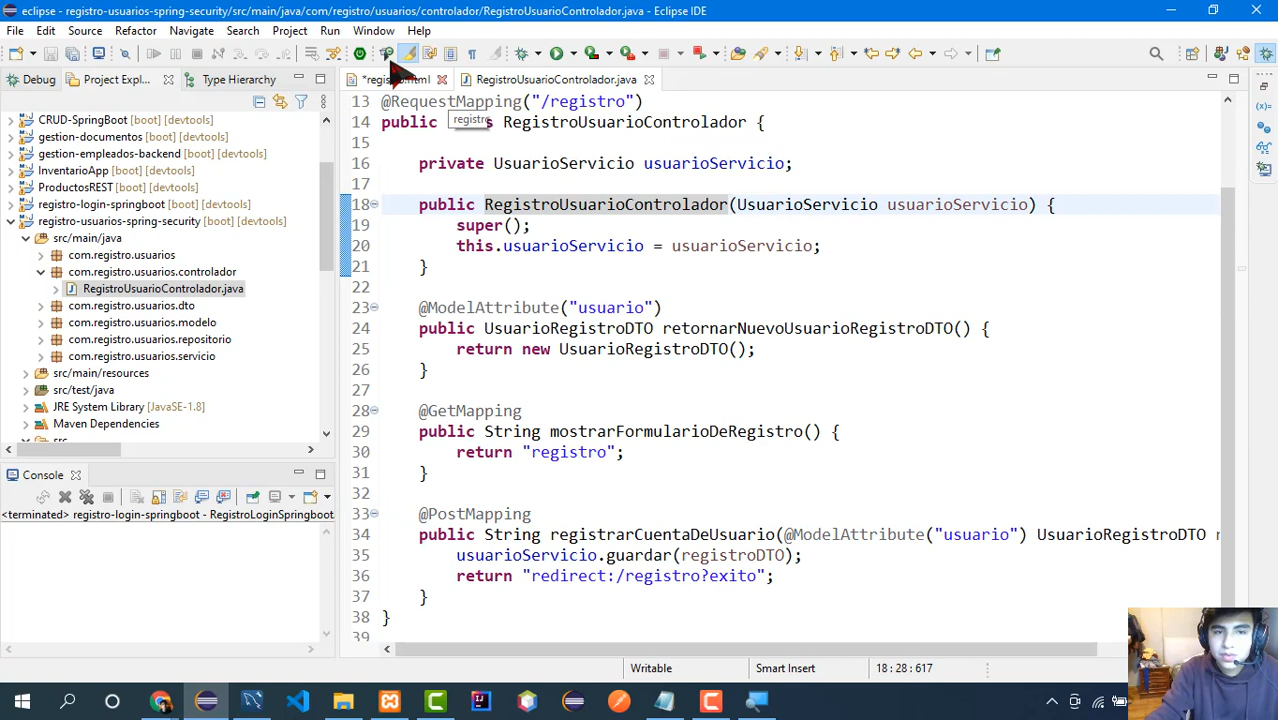 eclipse - registro-usuarios-spring-security/src/main/java/com/registro/usuarios/controlador/RegistroUsuarioControlador.java - Eclipse IDE
File Edit Source Refactor Navigate Search Project Run Window Help
Debug Project Expl... Type Hierarchy
CRUD-SpringBoot [boot] [devtools]
gestion-documentos [boot] [devtools]
gestion-empleados-backend [boot] [devtools]
InventarioApp [boot] [devtools]
ProductosREST [boot] [devtools]
registro-login-springboot [boot] [devtools]
registro-usuarios-spring-security [boot] [devtools]
src/main/java
com.registro.usuarios
com.registro.usuarios.controlador
RegistroUsuarioControlador.java
com.registro.usuarios.dto
com.registro.usuarios.modelo
com.registro.usuarios.repositorio
com.registro.usuarios.servicio
src/main/resources
src/test/java
JRE System Library [JavaSE-1.8]
Maven Dependencies
src
Console
<terminated> registro-login-springboot - RegistroLoginSpringboot
.html RegistroUsuarioControlador.java
registro
13 @RequestMapping("/registro")
14 public RegistroUsuarioControlador {
15
16 private UsuarioServicio usuarioServicio;
17
18 public RegistroUsuarioControlador(UsuarioServicio usuarioServicio) {
19 super();
20 this.usuarioServicio = usuarioServicio;
21 }
22
23 @ModelAttribute("usuario")
24 public UsuarioRegistroDTO retornarNuevoUsuarioRegistroDTO() {
25 return new UsuarioRegistroDTO();
26 }
27
28 @GetMapping
29 public String mostrarFormularioDeRegistro() {
30 return "registro";
31 }
32
33 @PostMapping
34 public String registrarCuentaDeUsuario(@ModelAttribute("usuario") UsuarioRegistroDTO r
35 usuarioServicio.guardar(registroDTO);
36 return "redirect:/registro?exito";
37 }
38 }
39
Writable Smart Insert 18 : 28 : 617